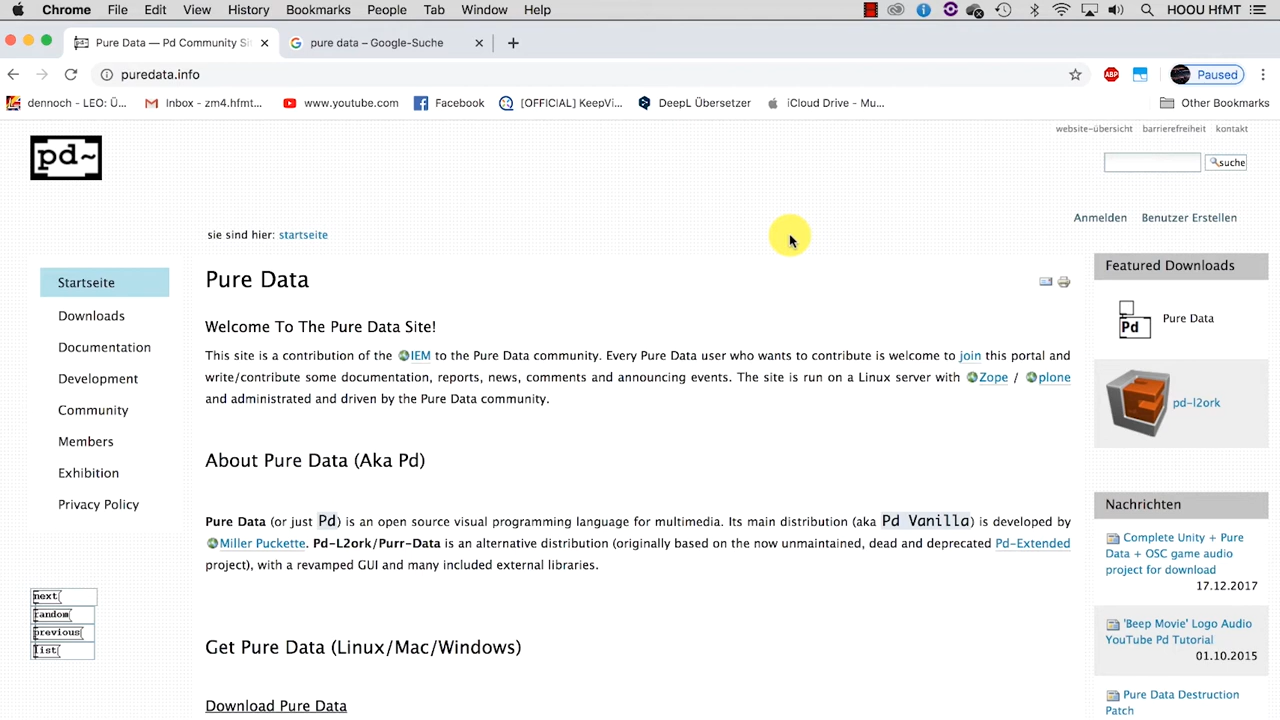 Chrome File Edit View History Bookmarks People Tab Window Help HOOU HfMT
Pure Data — Pd Community Si pure data – Google-Suche
puredata.info Paused
dennoch - LEO: Ü... Inbox - zm4.hfmt... www.youtube.com Facebook [OFFICIAL] KeepVi... DeepL Übersetzer iCloud Drive - Mu... Other Bookmarks
website-übersicht barrierefreiheit kontakt
pd~
suche
Anmelden Benutzer Erstellen
sie sind hier: startseite
Startseite
Downloads
Documentation
Development
Community
Members
Exhibition
Privacy Policy
next
random
previous
list
Pure Data
Welcome To The Pure Data Site!
This site is a contribution of the IEM to the Pure Data community. Every Pure Data user who wants to contribute is welcome to join this portal and
write/contribute some documentation, reports, news, comments and announcing events. The site is run on a Linux server with Zope / plone
and administrated and driven by the Pure Data community.
About Pure Data (Aka Pd)
Pure Data (or just Pd) is an open source visual programming language for multimedia. Its main distribution (aka Pd Vanilla) is developed by
Miller Puckette. Pd-L2ork/Purr-Data is an alternative distribution (originally based on the now unmaintained, dead and deprecated Pd-Extended
project), with a revamped GUI and many included external libraries.
Get Pure Data (Linux/Mac/Windows)
Download Pure Data
Featured Downloads
Pd
Pure Data
pd-l2ork
Nachrichten
Complete Unity + Pure
Data + OSC game audio
project for download
17.12.2017
'Beep Movie' Logo Audio
YouTube Pd Tutorial
01.10.2015
Pure Data Destruction
Patch